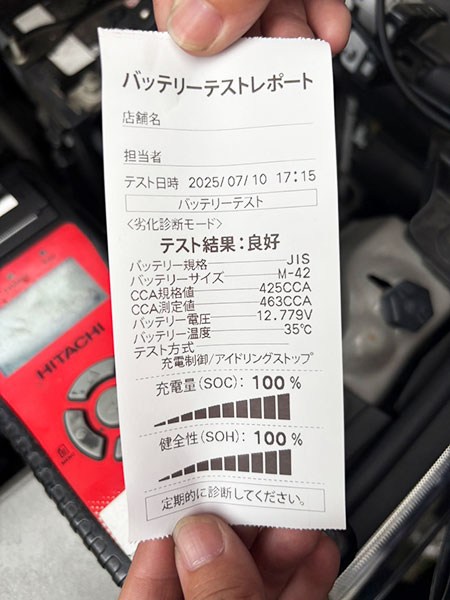 バッテリーテストレポート
店舗名
担当者
テスト日時 2025/07/10 17:15
バッテリーテスト
<劣化診断モード>
テスト結果:良好
バッテリー規格 JIS
バッテリーサイズ M-42
CCA規格値 425CCA
CCA測定値 463CCA
バッテリー電圧 12.779V
バッテリー温度 35℃
テスト方式
充電制御/アイドリングストップ
充電量(SOC): 100 %
健全性(SOH): 100 %
定期的に診断してください。
HITACHI